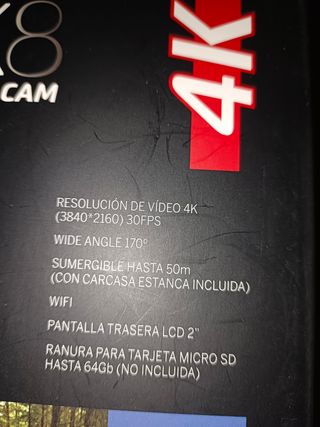 8
CAM
4K
RESOLUCIÓN DE VÍDEO 4K
(3840*2160) 30FPS
WIDE ANGLE 170º
SUMERGIBLE HASTA 50m
(CON CARCASA ESTANCA INCLUIDA)
WIFI
PANTALLA TRASERA LCD 2"
RANURA PARA TARJETA MICRO SD
HASTA 64Gb (NO INCLUIDA)